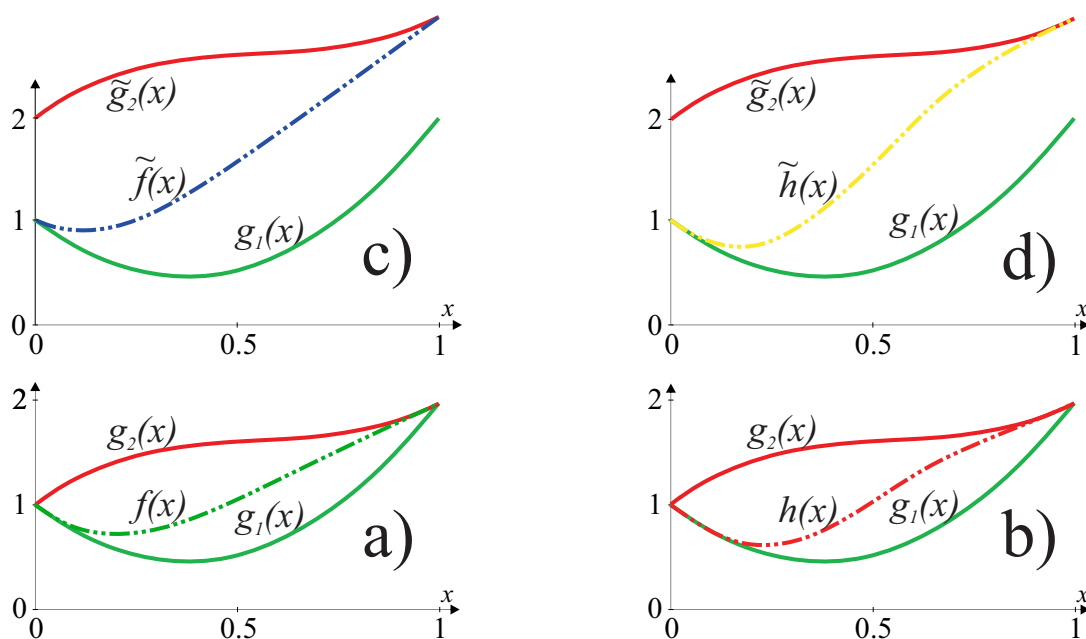 g̃₂(x)
2
f̃(x)
1
g₁(x)
c)
x
0
0 0.5 1
g̃₂(x)
2
h̃(x)
1
g₁(x)
d)
x
0
0 0.5 1
2
g₂(x)
1
f(x)
g₁(x)
a)
x
0
0 0.5 1
2
g₂(x)
1
h(x)
g₁(x)
b)
x
0
0 0.5 1